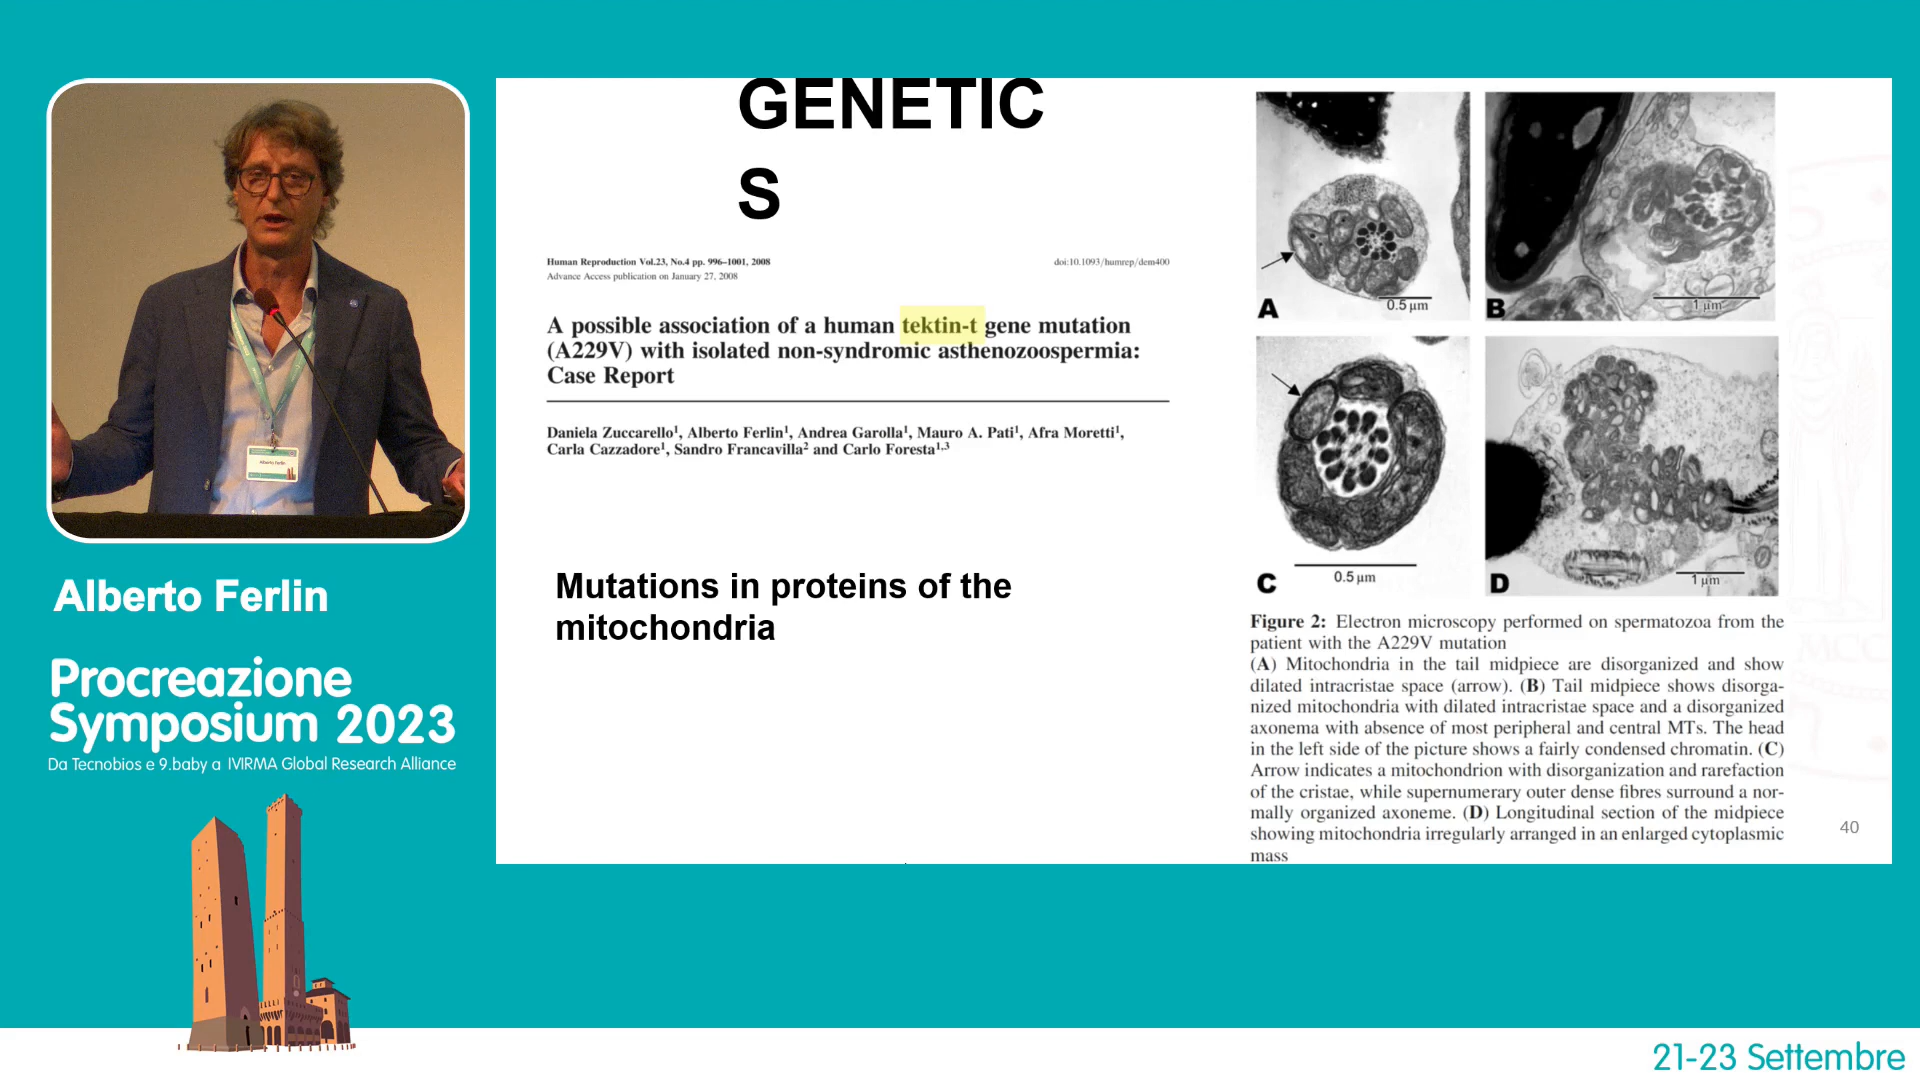 GENETIC
S
Human Reproduction Vol.23, No.4 pp. 996–1001, 2008
doi:10.1093/humrep/dem400
Advance Access publication on January 27, 2008
A possible association of a human tektin-t gene mutation
(A229V) with isolated non-syndromic asthenozoospermia:
Case Report
Daniela Zuccarello¹, Alberto Ferlin¹, Andrea Garolla¹, Mauro A. Pati¹, Afra Moretti¹,
Carla Cazzadore¹, Sandro Francavilla² and Carlo Foresta¹,³
Mutations in proteins of the
mitochondria
A
0.5 µm
B
1 µm
C
0.5 µm
D
1 µm
Figure 2: Electron microscopy performed on spermatozoa from the
patient with the A229V mutation
(A) Mitochondria in the tail midpiece are disorganized and show
dilated intracristae space (arrow). (B) Tail midpiece shows disorga-
nized mitochondria with dilated intracristae space and a disorganized
axonema with absence of most peripheral and central MTs. The head
in the left side of the picture shows a fairly condensed chromatin. (C)
Arrow indicates a mitochondrion with disorganization and rarefaction
of the cristae, while supernumerary outer dense fibres surround a nor-
mally organized axoneme. (D) Longitudinal section of the midpiece
showing mitochondria irregularly arranged in an enlarged cytoplasmic
mass
40
Alberto Ferlin
Alberto Ferlin
Procreazione
Symposium 2023
Da Tecnobios e 9.baby a IVIRMA Global Research Alliance
21-23 Settembre